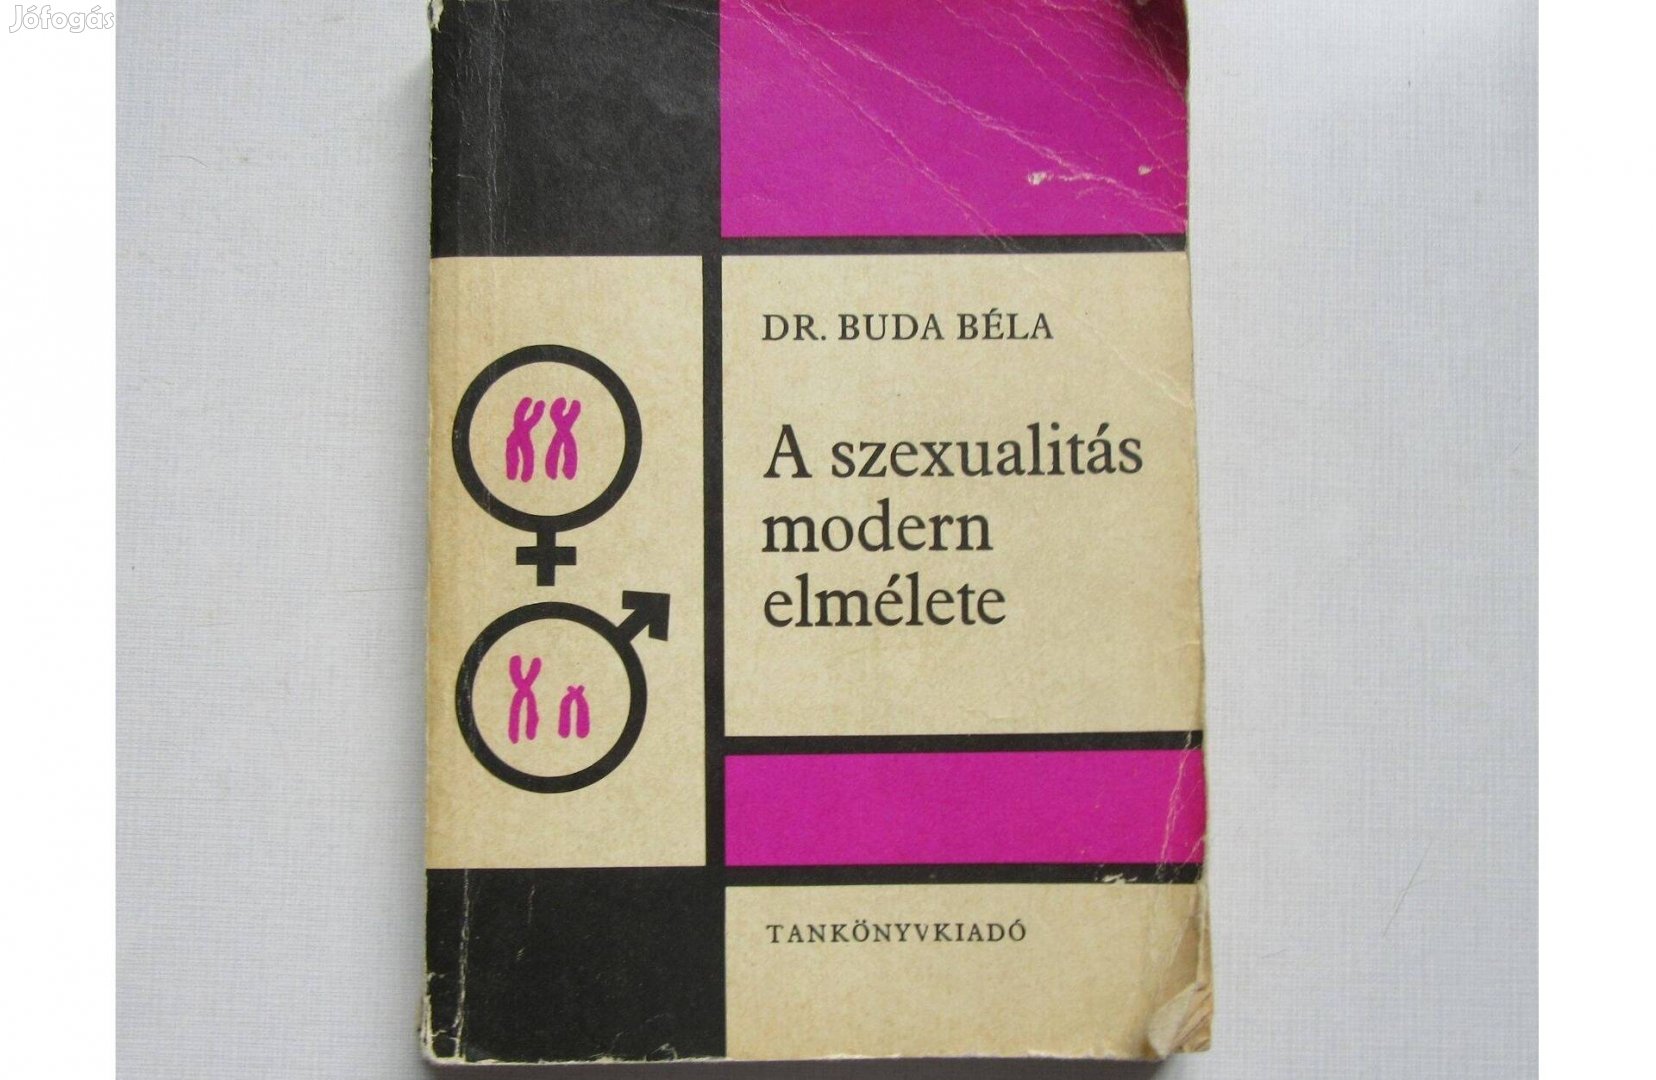 Jófogás
DR. BUDA BÉLA
A szexualitás
modern
elmélete
TANKÖNYVKIADÓ